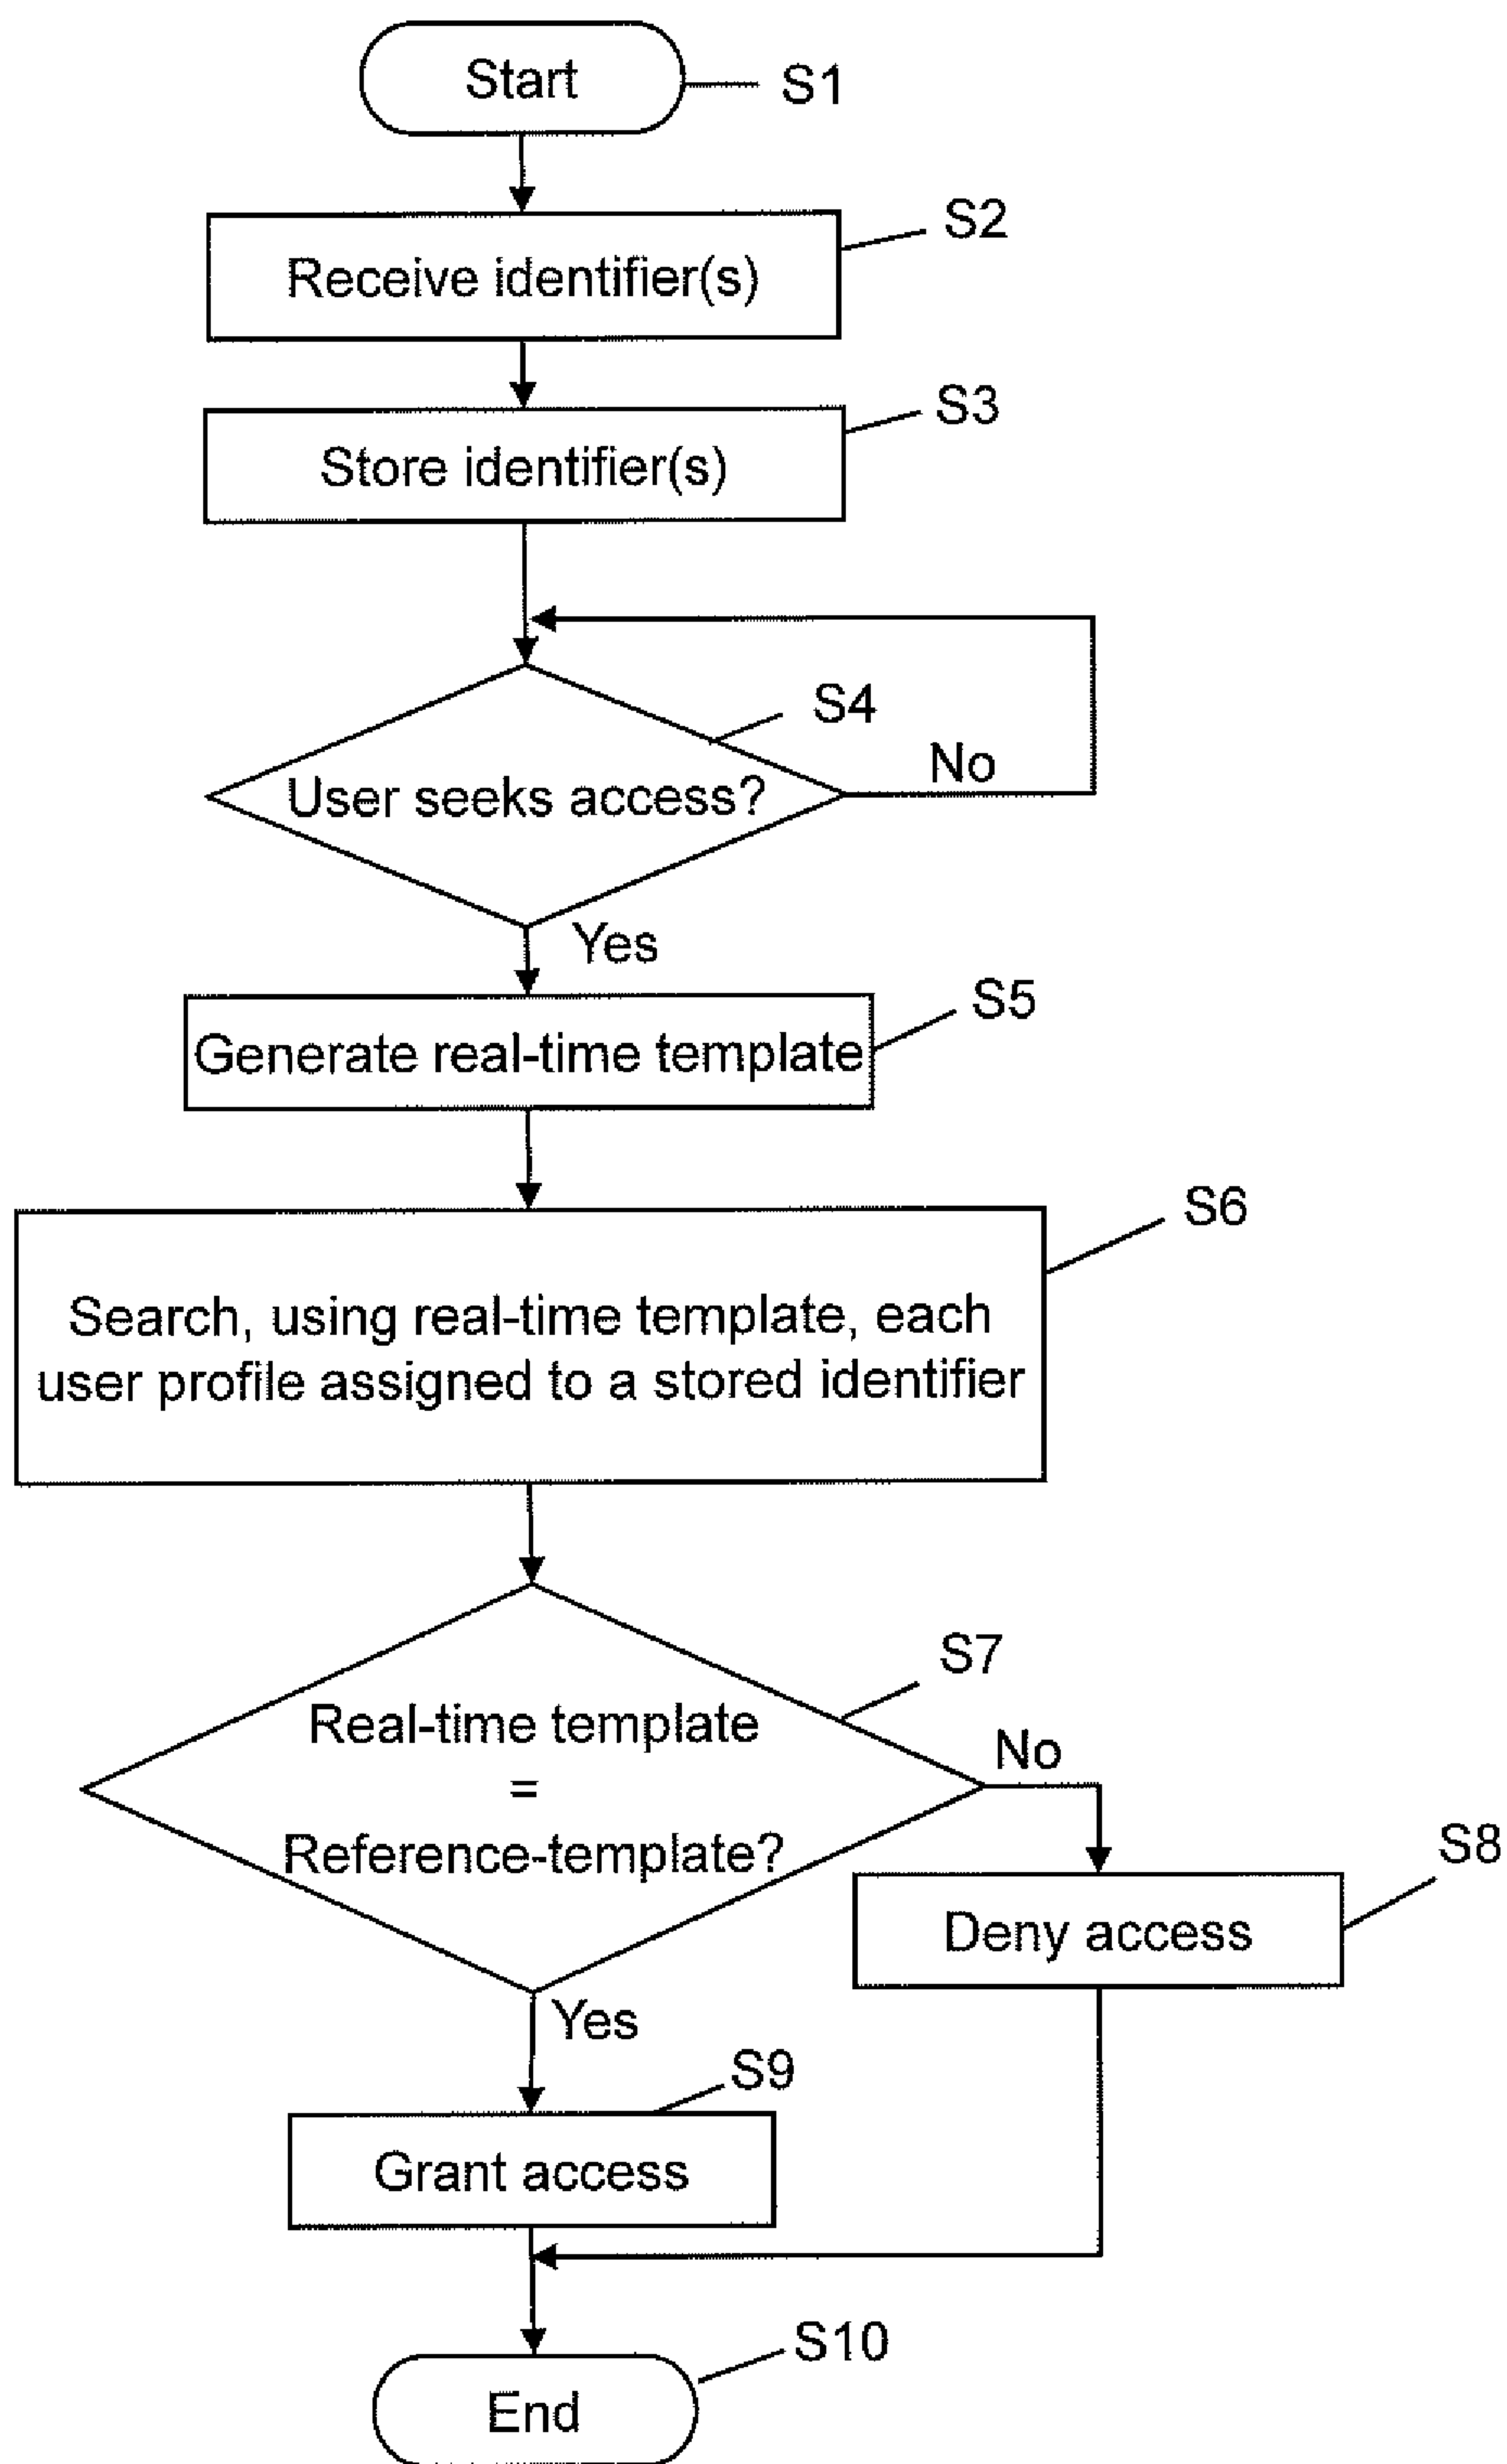 Start
S1
S2
Receive identifier(s)
S3
Store identifier(s)
S4
No
User seeks access?
Yes
S5
Generate real-time template
S6
Search, using real-time template, each
user profile assigned to a stored identifier
S7
Real-time template
No
=
Reference-template?
S8
Deny access
Yes
S9
Grant access
S10
End